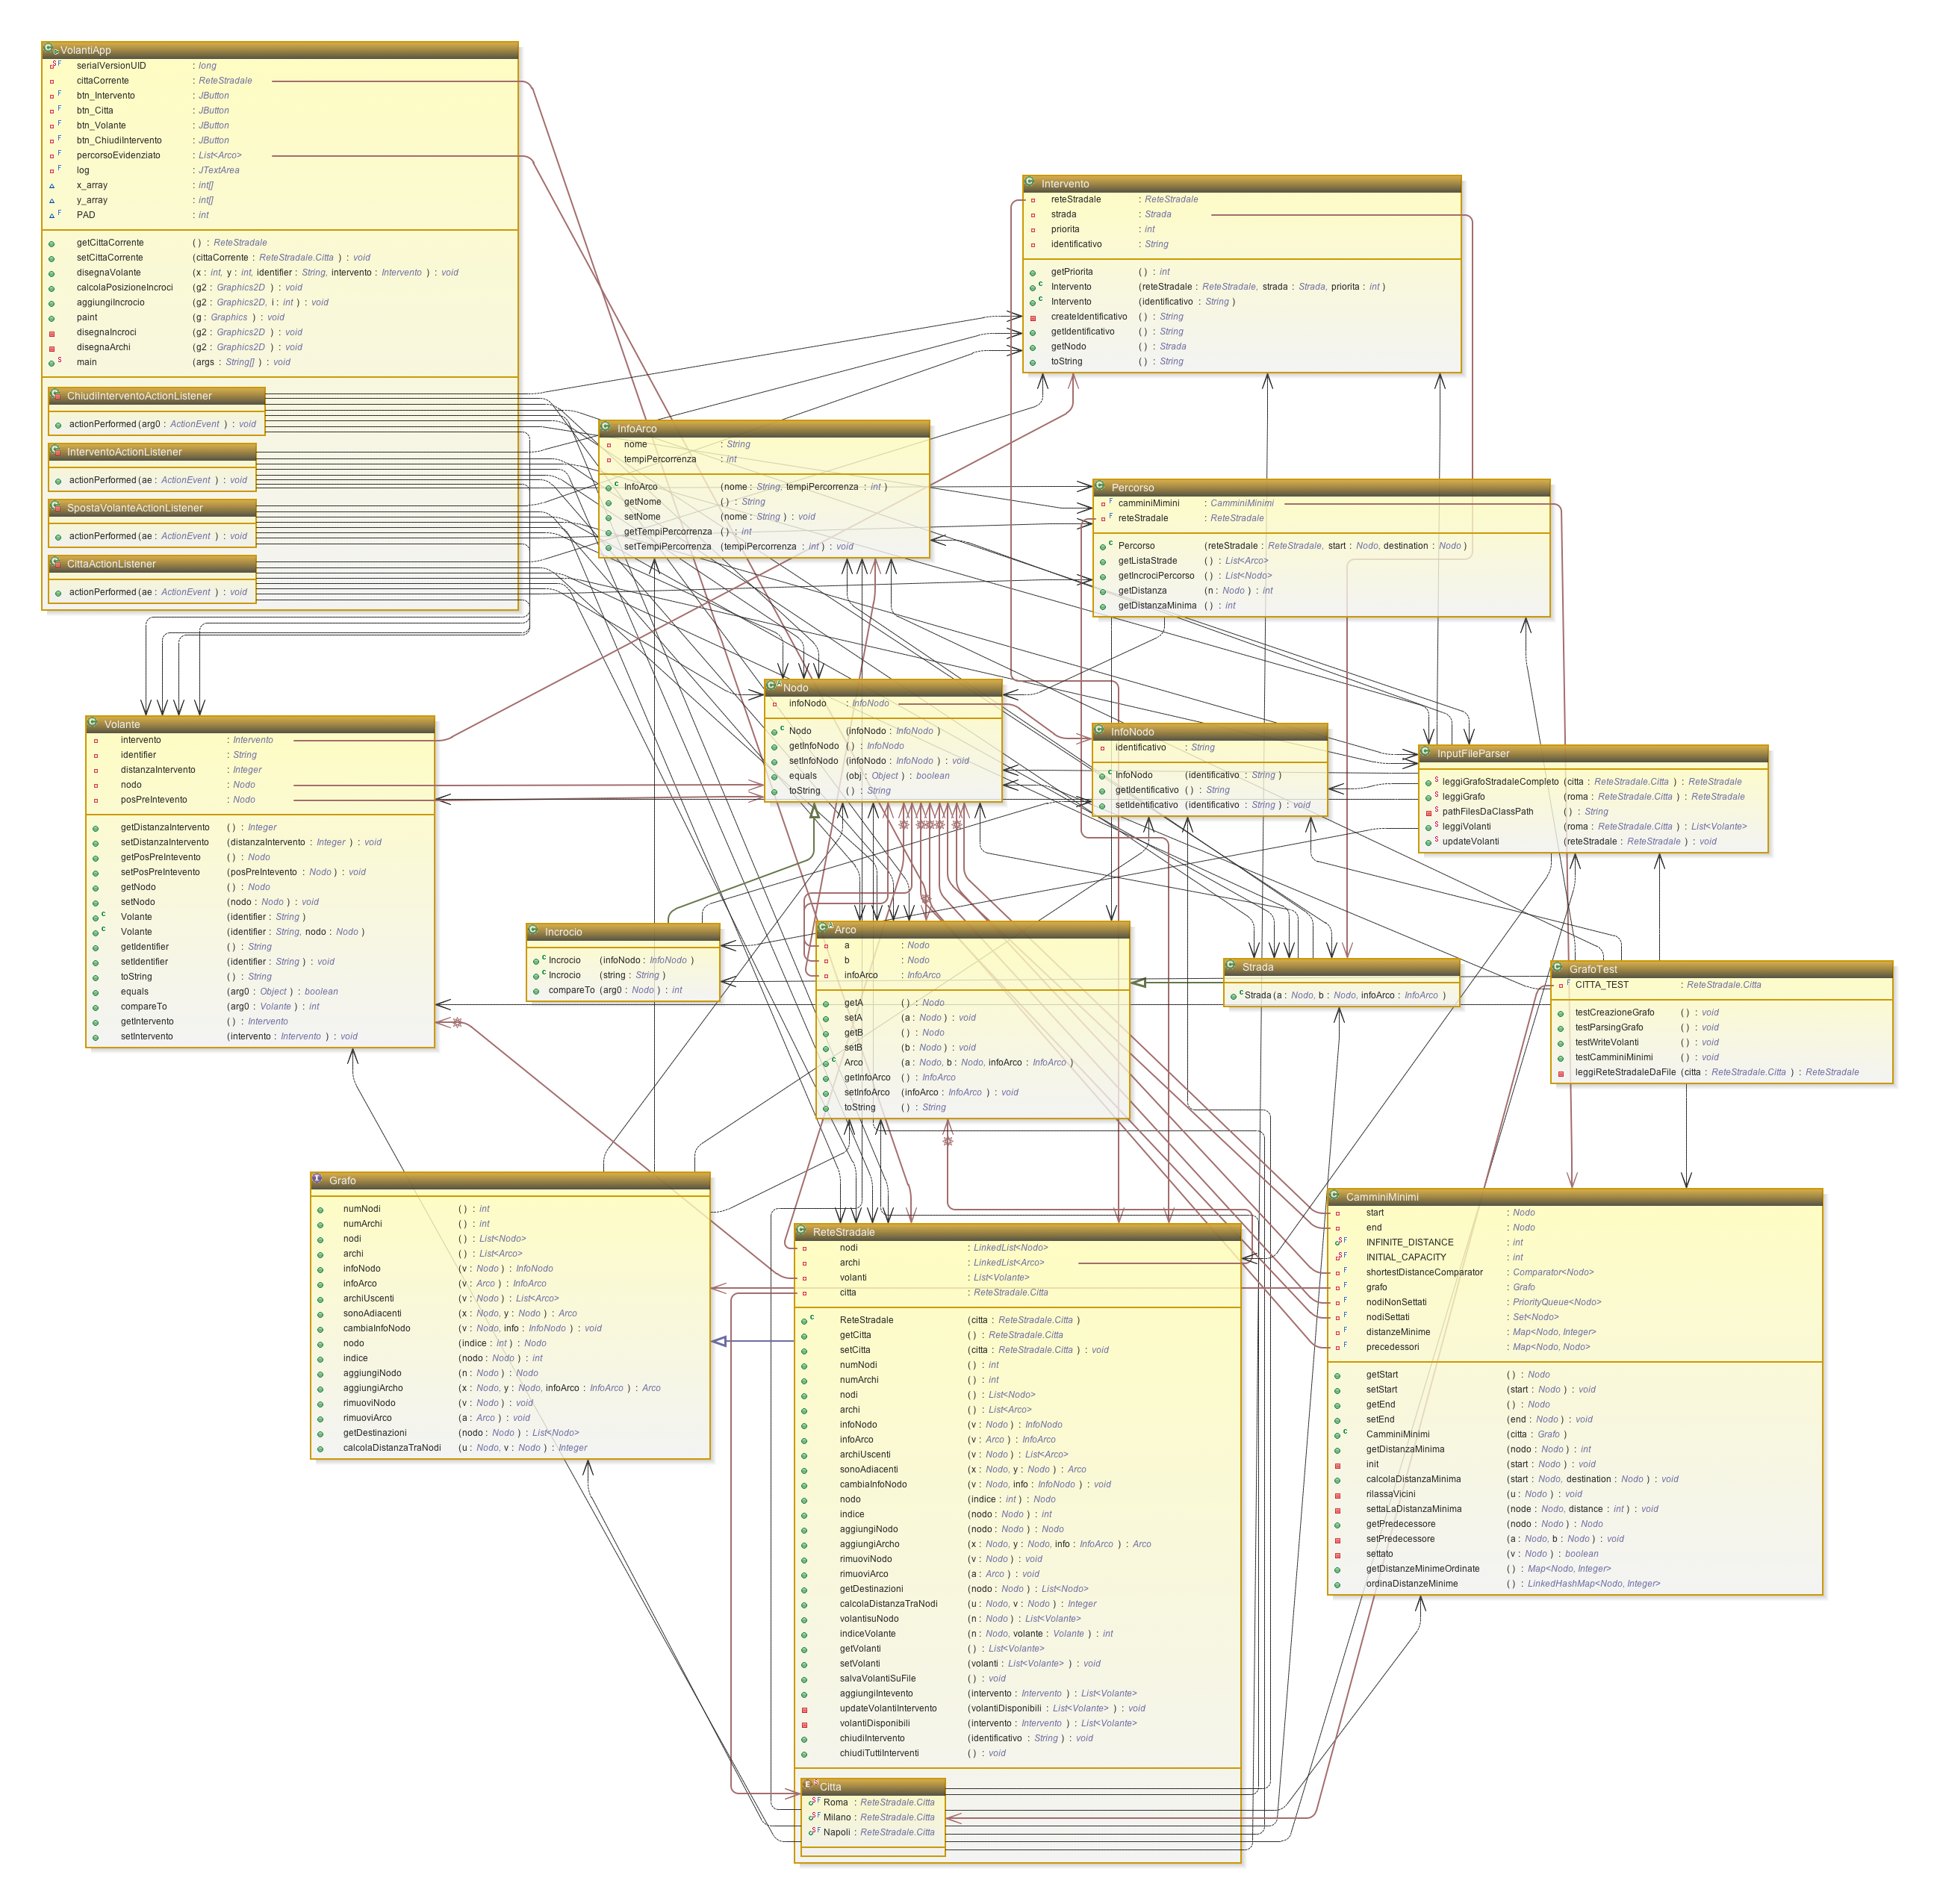 VolantiApp
serialVersionUID : long
cittaCorrente : ReteStradale
btn_Intervento : JButton
btn_Citta : JButton
btn_Volante : JButton
btn_ChiudiIntervento : JButton
percorsoEvidenziato : List<Arco>
log : JTextArea
x_array : int[]
y_array : int[]
PAD : int
getCittaCorrente () : ReteStradale
setCittaCorrente (cittaCorrente : ReteStradale.Citta ) : void
disegnaVolante (x : int, y : int, identifier : String, intervento : Intervento ) : void
calcolaPosizioneIncroci (g2 : Graphics2D ) : void
aggiungiIncrocio (g2 : Graphics2D, i : int ) : void
paint (g : Graphics ) : void
disegnaIncroci (g2 : Graphics2D ) : void
disegnaArchi (g2 : Graphics2D ) : void
main (args : String[] ) : void
ChiudiInterventoActionListener
actionPerformed (arg0 : ActionEvent ) : void
InterventoActionListener
actionPerformed (ae : ActionEvent ) : void
SpostaVolanteActionListener
actionPerformed (ae : ActionEvent ) : void
CittaActionListener
actionPerformed (ae : ActionEvent ) : void
Intervento
reteStradale : ReteStradale
strada : Strada
priorita : int
identificativo : String
getPriorita () : int
Intervento (reteStradale : ReteStradale, strada : Strada, priorita : int )
Intervento (identificativo : String )
createIdentificativo () : String
getIdentificativo () : String
getNodo () : Strada
toString () : String
InfoArco
nome : String
tempiPercorrenza : int
InfoArco (nome : String, tempiPercorrenza : int )
getNome () : String
setNome (nome : String ) : void
getTempiPercorrenza () : int
setTempiPercorrenza (tempiPercorrenza : int ) : void
Percorso
camminiMimini : CamminiMinimi
reteStradale : ReteStradale
Percorso (reteStradale : ReteStradale, start : Nodo, destination : Nodo )
getListaStrade () : List<Arco>
getIncrociPercorso () : List<Nodo>
getDistanza (n : Nodo ) : int
getDistanzaMinima () : int
Nodo
infoNodo : InfoNodo
Nodo (infoNodo : InfoNodo )
getInfoNodo () : InfoNodo
setInfoNodo (infoNodo : InfoNodo ) : void
equals (obj : Object ) : boolean
toString () : String
InfoNodo
identificativo : String
InfoNodo (identificativo : String )
getIdentificativo () : String
setIdentificativo (identificativo : String ) : void
InputFileParser
leggiGrafoStradaleCompleto (citta : ReteStradale.Citta ) : ReteStradale
leggiGrafo (roma : ReteStradale.Citta ) : ReteStradale
pathFilesDaClassPath () : String
leggiVolanti (roma : ReteStradale.Citta ) : List<Volante>
updateVolanti (reteStradale : ReteStradale ) : void
Volante
intervento : Intervento
identifier : String
distanzaIntervento : Integer
nodo : Nodo
posPreIntevento : Nodo
getDistanzaIntervento () : Integer
setDistanzaIntervento (distanzaIntervento : Integer ) : void
getPosPreIntevento () : Nodo
setPosPreIntevento (posPreIntevento : Nodo ) : void
getNodo () : Nodo
setNodo (nodo : Nodo ) : void
Volante (identifier : String )
Volante (identifier : String, nodo : Nodo )
getIdentifier () : String
setIdentifier (identifier : String ) : void
toString () : String
equals (arg0 : Object ) : boolean
compareTo (arg0 : Volante ) : int
getIntervento () : Intervento
setIntervento (intervento : Intervento ) : void
Incrocio
Incrocio (infoNodo : InfoNodo )
Incrocio (string : String )
compareTo (arg0 : Nodo ) : int
Arco
a : Nodo
b : Nodo
infoArco : InfoArco
getA () : Nodo
setA (a : Nodo ) : void
getB () : Nodo
setB (b : Nodo ) : void
Arco (a : Nodo, b : Nodo, infoArco : InfoArco )
getInfoArco () : InfoArco
setInfoArco (infoArco : InfoArco ) : void
toString () : String
Strada
Strada (a : Nodo, b : Nodo, infoArco : InfoArco )
GrafoTest
CITTA_TEST : ReteStradale.Citta
testCreazioneGrafo () : void
testParsingGrafo () : void
testWriteVolanti () : void
testCamminiMinimi () : void
leggiReteStradaleDaFile (citta : ReteStradale.Citta ) : ReteStradale
Grafo
numNodi () : int
numArchi () : int
nodi () : List<Nodo>
archi () : List<Arco>
infoNodo (v : Nodo ) : InfoNodo
infoArco (v : Arco ) : InfoArco
archiUscenti (v : Nodo ) : List<Arco>
sonoAdiacenti (x : Nodo, y : Nodo ) : Arco
cambiaInfoNodo (v : Nodo, info : InfoNodo ) : void
nodo (indice : int ) : Nodo
indice (nodo : Nodo ) : int
aggiungiNodo (n : Nodo ) : Nodo
aggiungiArcho (x : Nodo, y : Nodo, infoArco : InfoArco ) : Arco
rimuoviNodo (v : Nodo ) : void
rimuoviArco (a : Arco ) : void
getDestinazioni (nodo : Nodo ) : List<Nodo>
calcolaDistanzaTraNodi (u : Nodo, v : Nodo ) : Integer
ReteStradale
nodi : LinkedList<Nodo>
archi : LinkedList<Arco>
volanti : List<Volante>
citta : ReteStradale.Citta
ReteStradale (citta : ReteStradale.Citta )
getCitta () : ReteStradale.Citta
setCitta (citta : ReteStradale.Citta ) : void
numNodi () : int
numArchi () : int
nodi () : List<Nodo>
archi () : List<Arco>
infoNodo (v : Nodo ) : InfoNodo
infoArco (v : Arco ) : InfoArco
archiUscenti (v : Nodo ) : List<Arco>
sonoAdiacenti (x : Nodo, y : Nodo ) : Arco
cambiaInfoNodo (v : Nodo, info : InfoNodo ) : void
nodo (indice : int ) : Nodo
indice (nodo : Nodo ) : int
aggiungiNodo (nodo : Nodo ) : Nodo
aggiungiArcho (x : Nodo, y : Nodo, info : InfoArco ) : Arco
rimuoviNodo (v : Nodo ) : void
rimuoviArco (a : Arco ) : void
getDestinazioni (nodo : Nodo ) : List<Nodo>
calcolaDistanzaTraNodi (u : Nodo, v : Nodo ) : Integer
volantisuNodo (n : Nodo ) : List<Volante>
indiceVolante (n : Nodo, volante : Volante ) : int
getVolanti () : List<Volante>
setVolanti (volanti : List<Volante> ) : void
salvaVolantiSuFile () : void
aggiungiIntevento (intervento : Intervento ) : List<Volante>
updateVolantiIntervento (volantiDisponibili : List<Volante> ) : void
volantiDisponibili (intervento : Intervento ) : List<Volante>
chiudiIntervento (identificativo : String ) : void
chiudiTuttiInterventi () : void
Citta
Roma : ReteStradale.Citta
Milano : ReteStradale.Citta
Napoli : ReteStradale.Citta
CamminiMinimi
start : Nodo
end : Nodo
INFINITE_DISTANCE : int
INITIAL_CAPACITY : int
shortestDistanceComparator : Comparator<Nodo>
grafo : Grafo
nodiNonSettati : PriorityQueue<Nodo>
nodiSettati : Set<Nodo>
distanzeMinime : Map<Nodo, Integer>
precedessori : Map<Nodo, Nodo>
getStart () : Nodo
setStart (start : Nodo ) : void
getEnd () : Nodo
setEnd (end : Nodo ) : void
CamminiMinimi (citta : Grafo )
getDistanzaMinima (nodo : Nodo ) : int
init (start : Nodo ) : void
calcolaDistanzaMinima (start : Nodo, destination : Nodo ) : void
rilassaVicini (u : Nodo ) : void
settaLaDistanzaMinima (node : Nodo, distance : int ) : void
getPredecessore (nodo : Nodo ) : Nodo
setPredecessore (a : Nodo, b : Nodo ) : void
settato (v : Nodo ) : boolean
getDistanzeMinimeOrdinate () : Map<Nodo, Integer>
ordinaDistanzeMinime () : LinkedHashMap<Nodo, Integer>